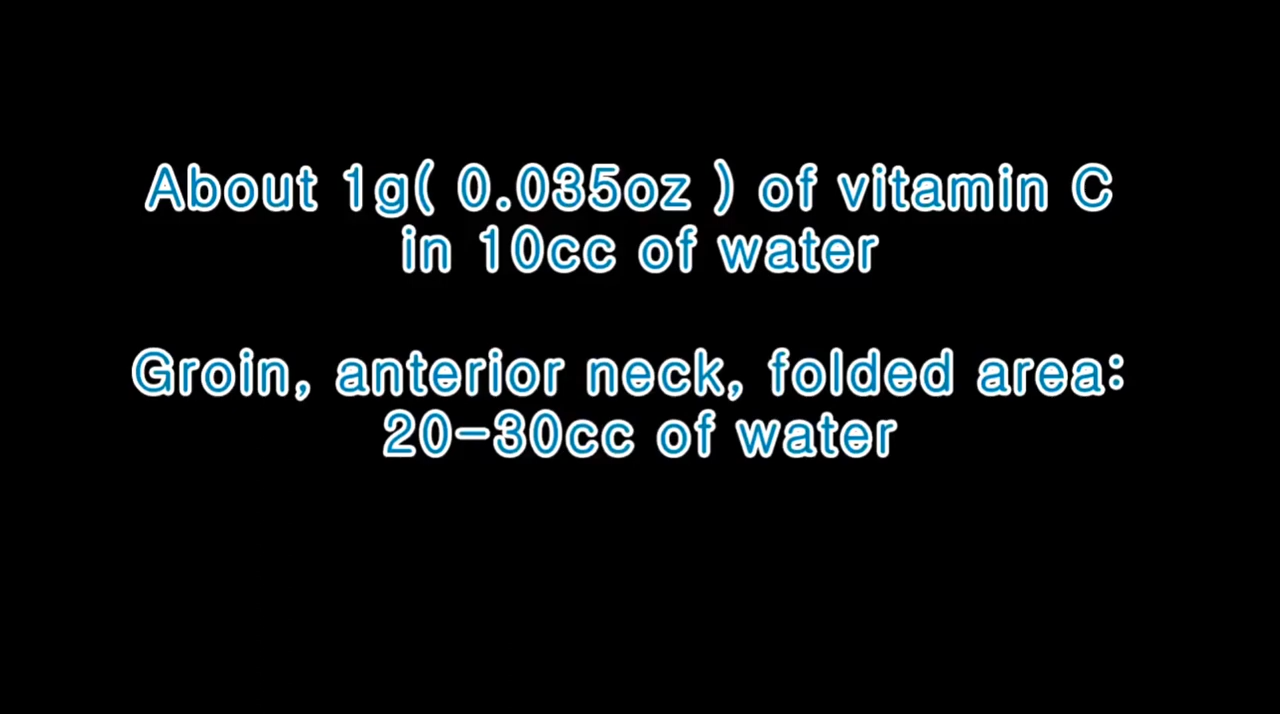 About 1g( 0.035oz ) of vitamin C
in 10cc of water
Groin, anterior neck, folded area:
20-30cc of water